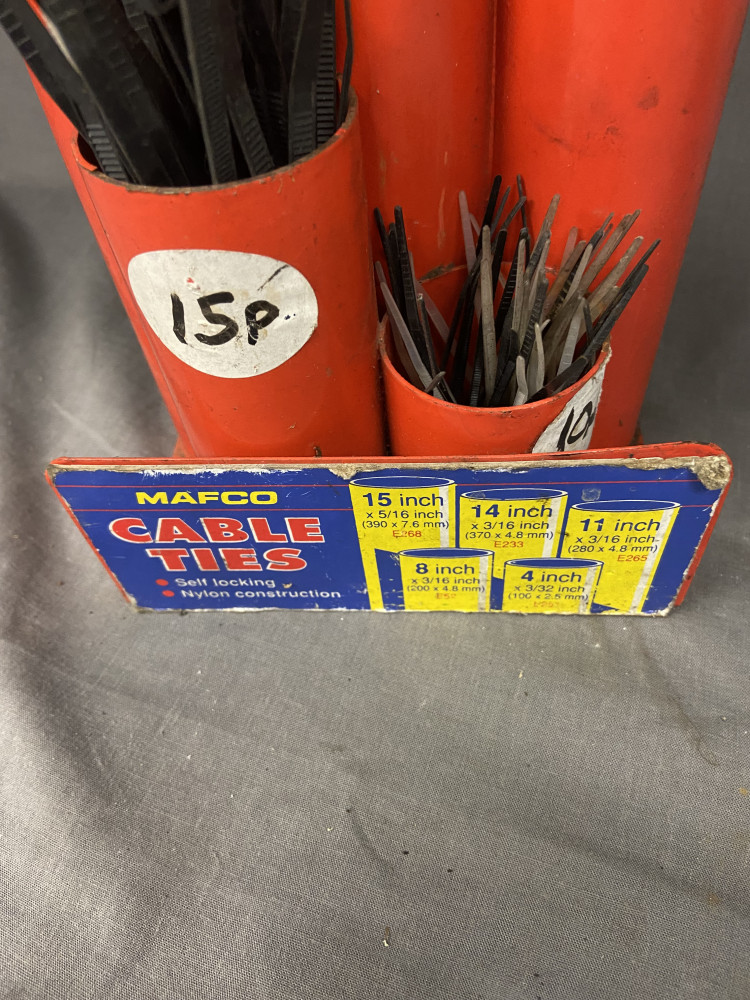 15p
10
MAFCO
CABLE
TIES
• Self locking
• Nylon construction
15 inch
x 5/16 inch
(390 x 7.6 mm)
E268
14 inch
x 3/16 inch
(370 x 4.8 mm)
E233
11 inch
x 3/16 inch
(280 x 4.8 mm)
E265
8 inch
x 3/16 inch
(200 x 4.8 mm)
4 inch
x 3/32 inch
(100 x 2.5 mm)